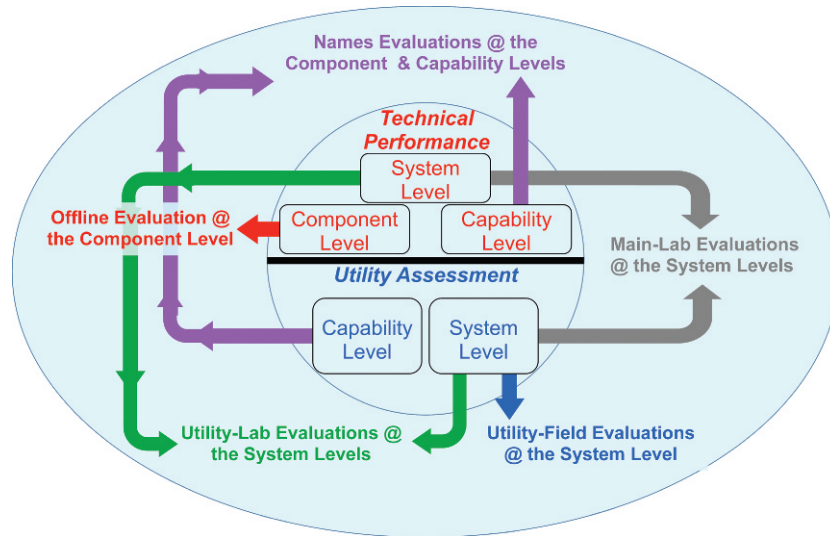 Names Evaluations @ the
Component & Capability Levels
Technical
Performance
System
Level
Offline Evaluation @
the Component Level
Component
Level
Capability
Level
Main-Lab Evaluations
@ the System Levels
Utility Assessment
Capability
Level
System
Level
Utility-Lab Evaluations @
the System Levels
Utility-Field Evaluations
@ the System Level